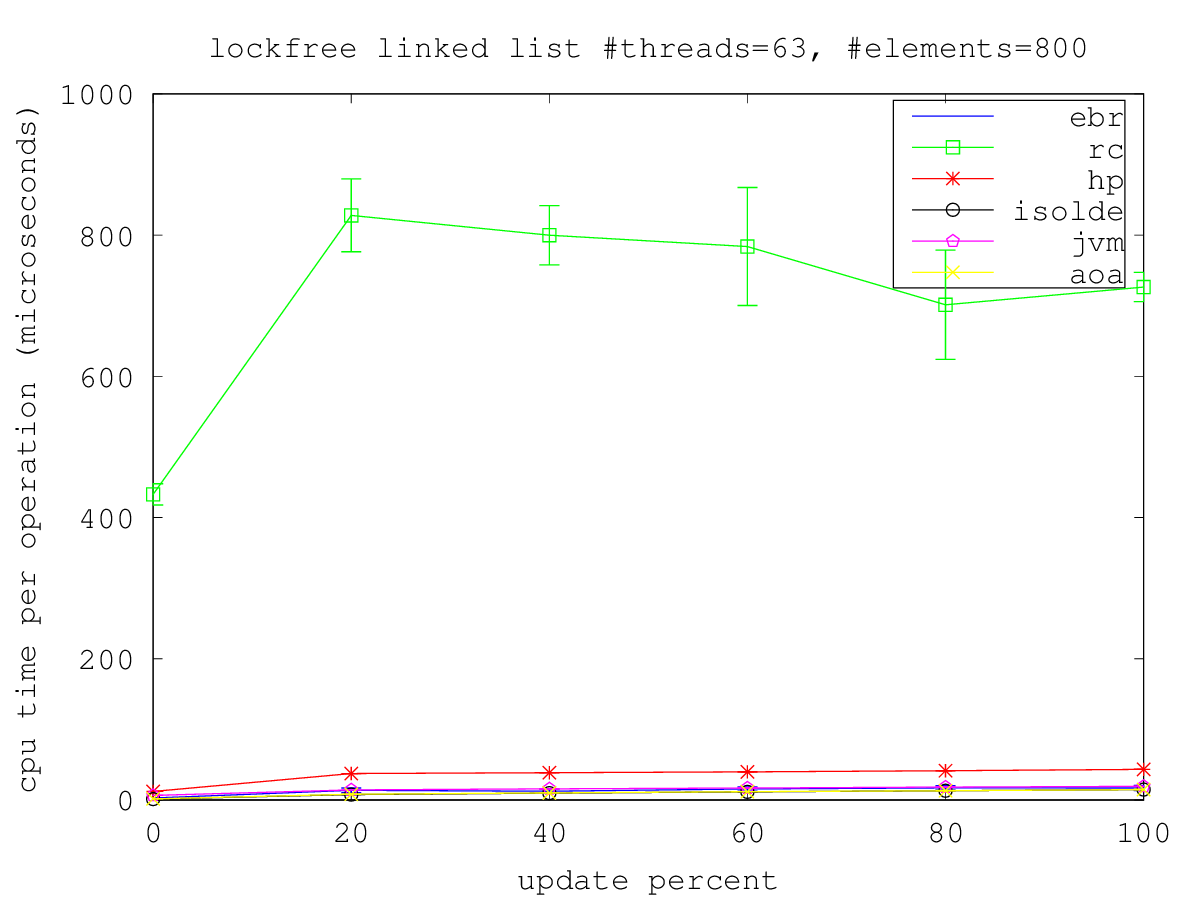 lockfree linked list #threads=63, #elements=800
cpu time per operation (microseconds)
1000
800
600
400
200
0
0 20 40 60 80 100
update percent
ebr
rc
hp
isolde
jvm
aoa